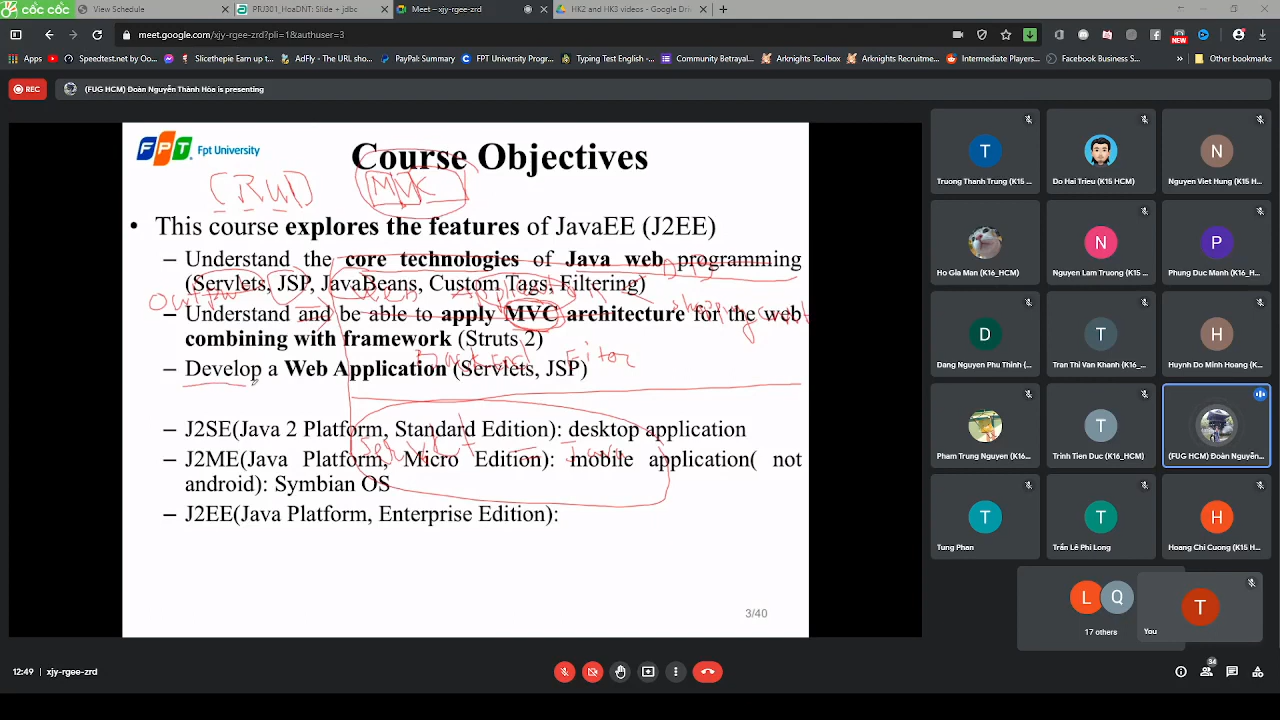 cốc cốc
View Schedule
PRJ301_HoaDNT: Slide + jdbc
Meet – xjy-rgee-zrd
HK2 and HK3 videos - Google Dri
meet.google.com/xjy-rgee-zrd?pli=1&authuser=3
Apps
Speedtest.net by Oo...
Slicethepie Earn up t...
AdFly - The URL sho...
PayPal: Summary
FPT University Progr...
Typing Test English -...
Community Betrayal...
Arknights Toolbox
Arknights Recruitme...
Intermediate Players...
Facebook Business S...
»
Other bookmarks
NEW
REC
(FUG HCM) Đoàn Nguyễn Thành Hòa is presenting
FPT Fpt University
Course Objectives
CRUD MVC
• This course explores the features of JavaEE (J2EE)
– Understand the core technologies of Java web programming
(Servlets, JSP, JavaBeans, Custom Tags, Filtering)
– Understand and be able to apply MVC architecture for the web
combining with framework (Struts 2)
– Develop a Web Application (Servlets, JSP)
– J2SE(Java 2 Platform, Standard Edition): desktop application
– J2ME(Java Platform, Micro Edition): mobile application( not
android): Symbian OS
– J2EE(Java Platform, Enterprise Edition):
Servlet = Java
3/40
T
Truong Thanh Trung (K15 HCM)
Do Hai Trieu (K15 HCM)
N
Nguyen Viet Hung (K15 H...
Ho Gia Man (K16_HCM)
N
Nguyen Lam Truong (K16...
P
Phung Duc Manh (K16_H...
D
Dang Nguyen Phu Thinh (...
T
Tran Thi Van Khanh (K16...
H
Huynh Do Minh Hoang (K...
Pham Trung Nguyen (K16...
T
Trinh Tien Duc (K16_HCM)
(FUG HCM) Đoàn Nguyễn...
T
Tung Phan
T
Trần Lê Phi Long
H
Hoang Chi Cuong (K15 H...
L
Q
17 others
T
You
12:49 xjy-rgee-zrd
34